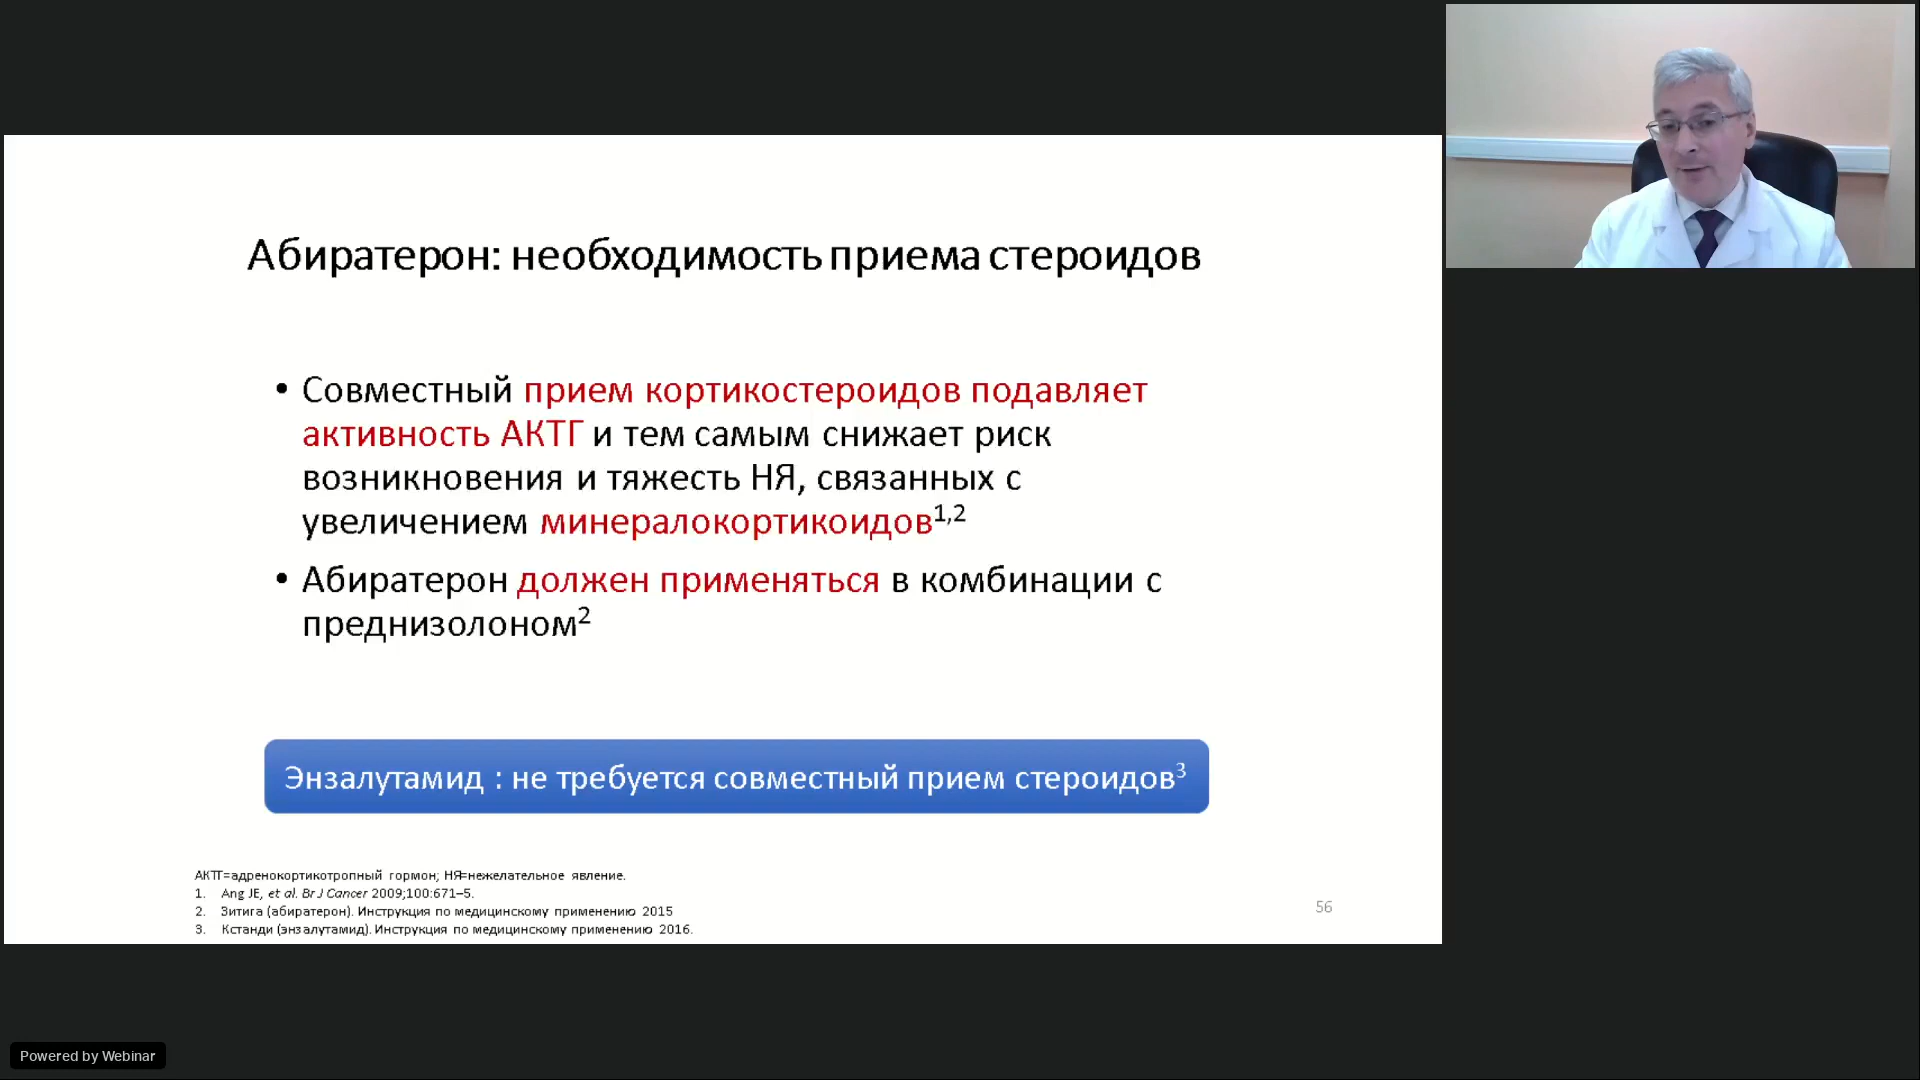 Абиратерон: необходимость приема стероидов
• Совместный прием кортикостероидов подавляет
активность АКТГ и тем самым снижает риск
возникновения и тяжесть НЯ, связанных с
увеличением минералокортикоидов1,2
• Абиратерон должен применяться в комбинации с
преднизолоном2
Энзалутамид : не требуется совместный прием стероидов3
АКТГ=адренокортикотропный гормон; НЯ=нежелательное явление.
1. Ang JE, et al. Br J Cancer 2009;100:671–5.
2. Зитига (абиратерон). Инструкция по медицинскому применению 2015
3. Кстанди (энзалутамид). Инструкция по медицинскому применению 2016.
56
Powered by Webinar